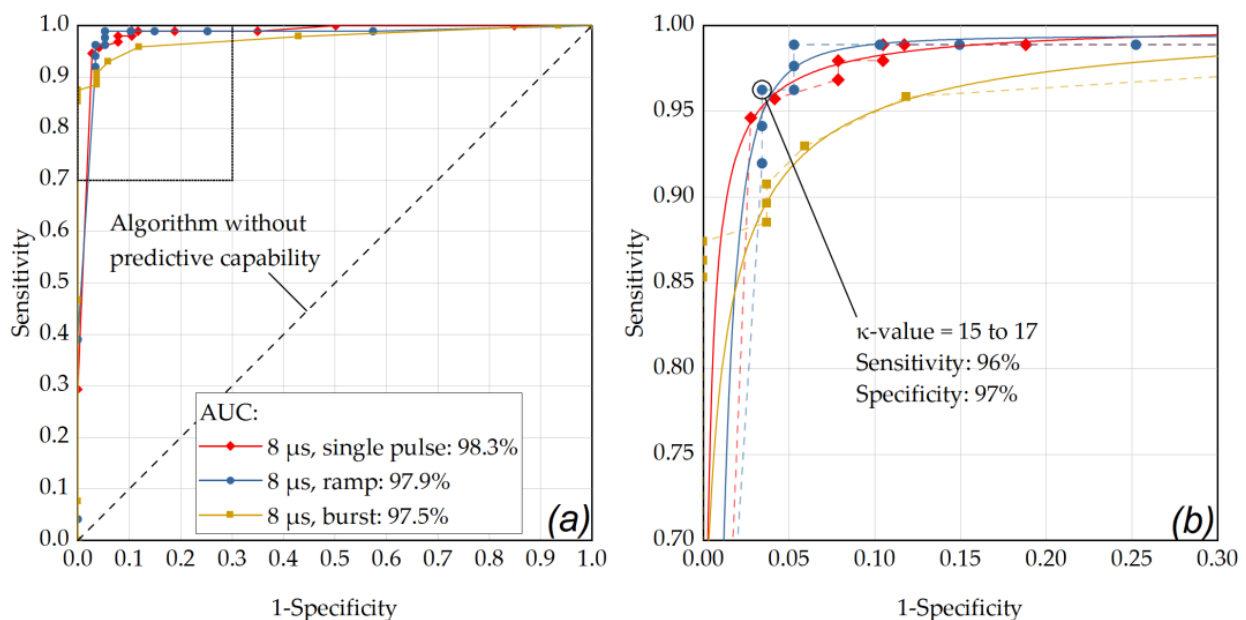 1.0
0.9
0.8
0.7
0.6
0.5
0.4
0.3
0.2
0.1
0.0
Sensitivity
Algorithm without
predictive capability
AUC:
8 µs, single pulse: 98.3%
8 µs, ramp: 97.9%
8 µs, burst: 97.5%
(a)
0.0 0.1 0.2 0.3 0.4 0.5 0.6 0.7 0.8 0.9 1.0
1-Specificity
1.00
0.95
0.90
0.85
0.80
0.75
0.70
Sensitivity
κ-value = 15 to 17
Sensitivity: 96%
Specificity: 97%
(b)
0.00 0.05 0.10 0.15 0.20 0.25 0.30
1-Specificity